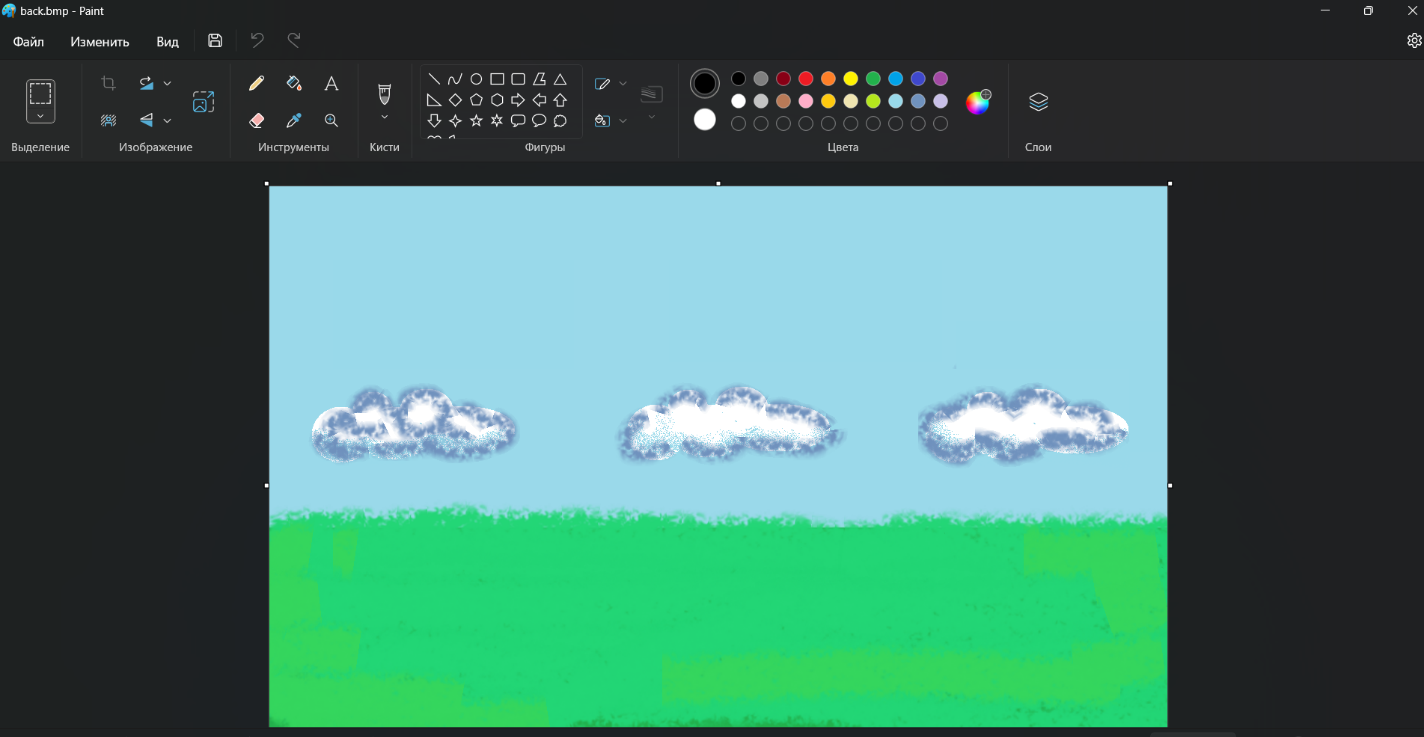 back.bmp - Paint
Файл Изменить Вид
Выделение Изображение Инструменты Кисти Фигуры Цвета Слои